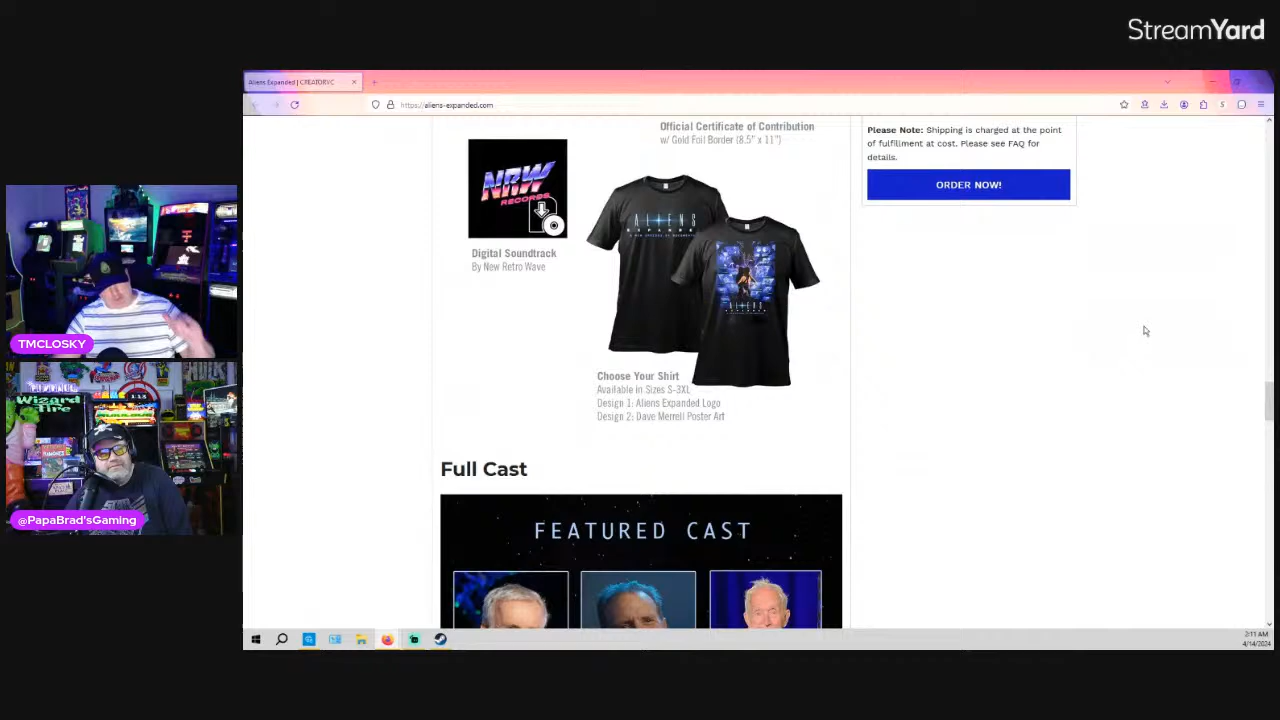 StreamYard
Aliens Expanded | CREATORVC
https://aliens-expanded.com
Official Certificate of Contribution
w/ Gold Foil Border (8.5" x 11")
Please Note: Shipping is charged at the point
of fulfillment at cost. Please see FAQ for
details.
ORDER NOW!
NRW
RECORDS
Digital Soundtrack
By New Retro Wave
ALIENS
EXPANDED
ALIENS
EXPANDED
Choose Your Shirt
Available in Sizes S-3XL
Design 1: Aliens Expanded Logo
Design 2: Dave Merrell Poster Art
Full Cast
FEATURED CAST
TMCLOSKY
Wizard
Fire
@PapaBrad'sGaming
2:11 AM
4/14/2024